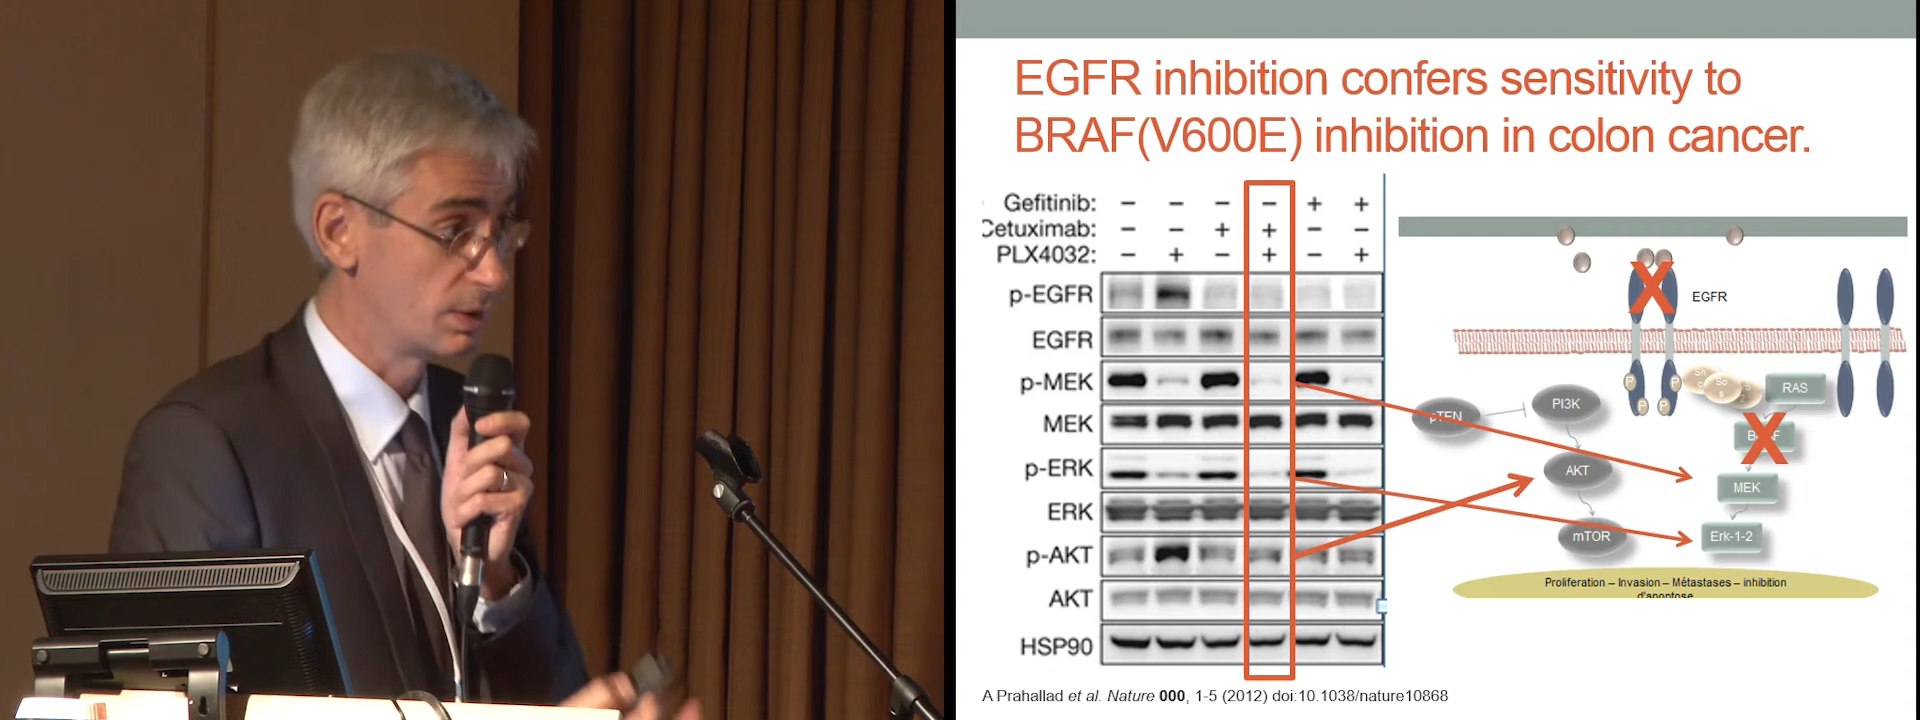 EGFR inhibition confers sensitivity to
BRAF(V600E) inhibition in colon cancer.
Gefitinib: – – – – + +
Cetuximab: – – + + – –
PLX4032: – + – + – +
p-EGFR
EGFR
p-MEK
MEK
p-ERK
ERK
p-AKT
AKT
HSP90
X
EGFR
P
P
P
P
Sh
c
So
s
RAS
pTEN
PI3K
X
AKT
MEK
mTOR
Erk-1-2
Proliferation – Invasion – Métastases – inhibition
d'apoptose
A Prahallad et al. Nature 000, 1-5 (2012) doi:10.1038/nature10868